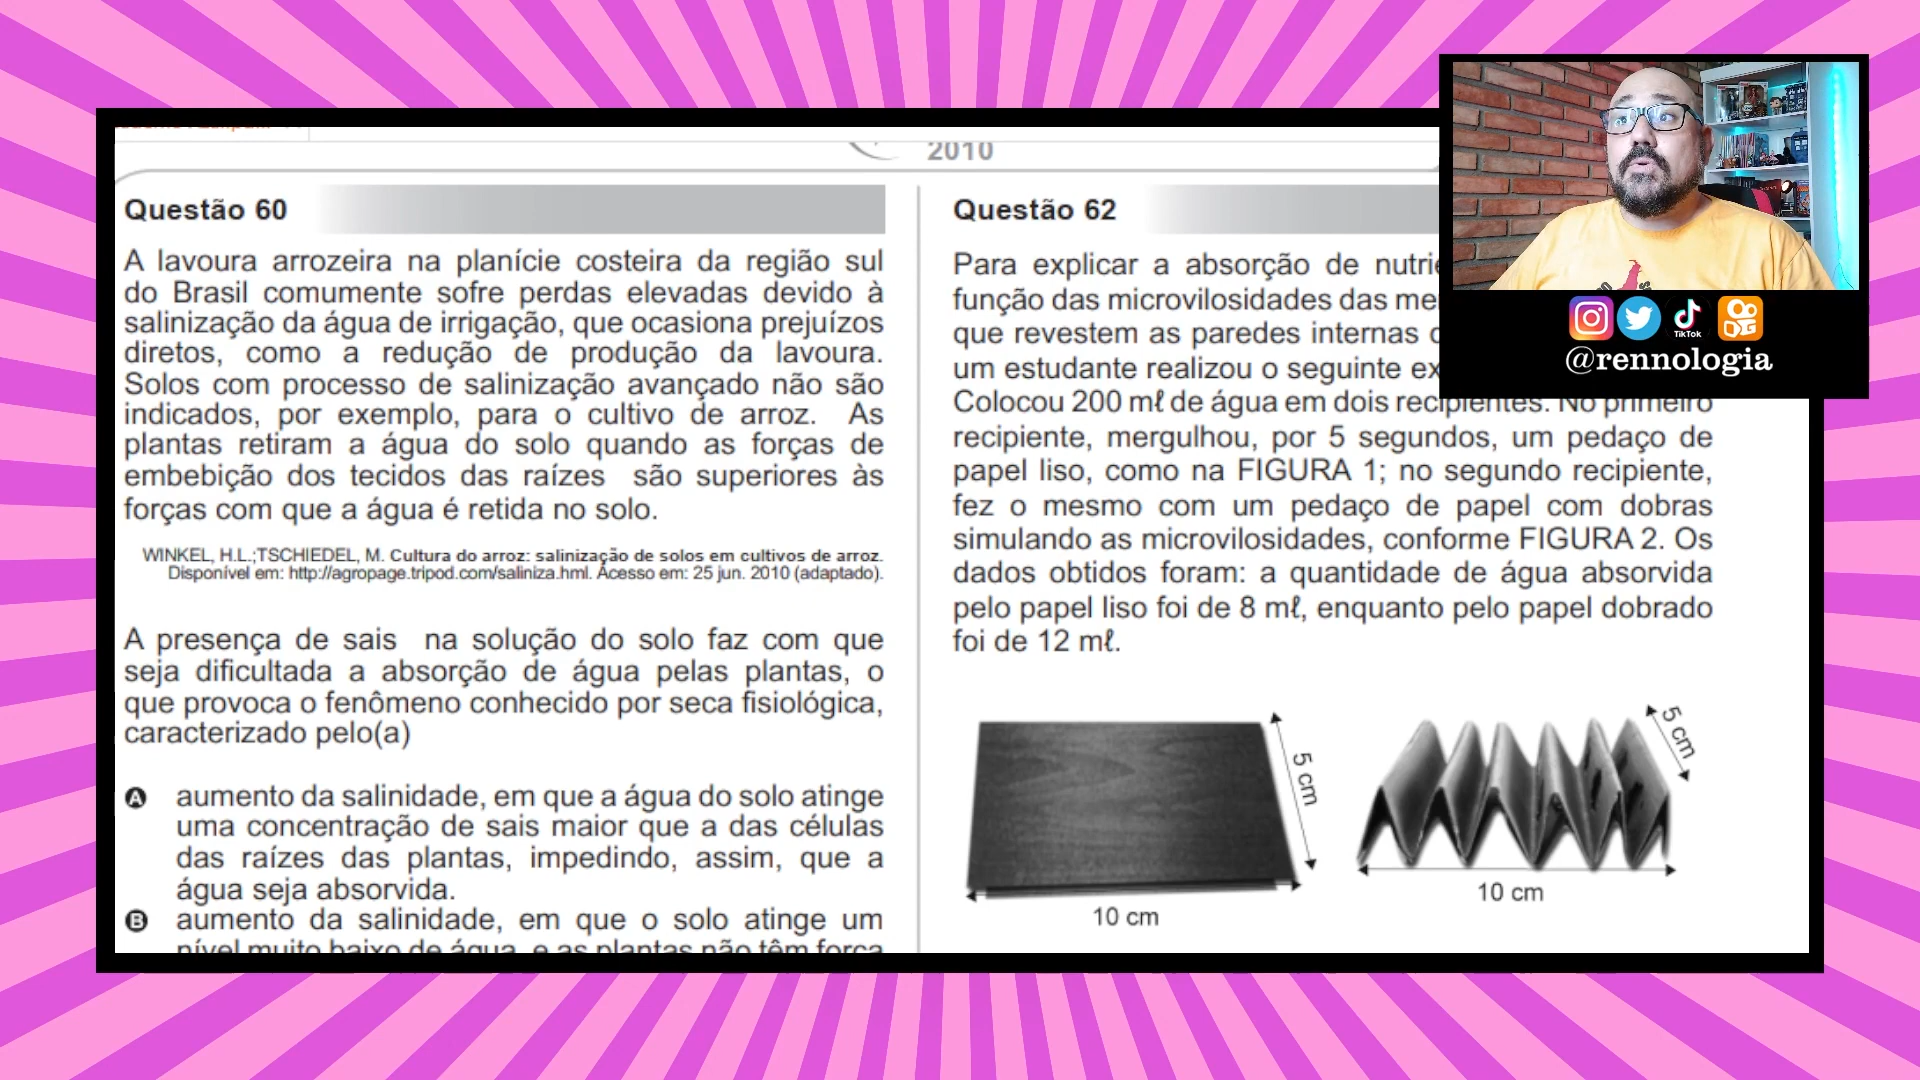 2010
Questão 60
A lavoura arrozeira na planície costeira da região sul
do Brasil comumente sofre perdas elevadas devido à
salinização da água de irrigação, que ocasiona prejuízos
diretos, como a redução de produção da lavoura.
Solos com processo de salinização avançado não são
indicados, por exemplo, para o cultivo de arroz. As
plantas retiram a água do solo quando as forças de
embebição dos tecidos das raízes são superiores às
forças com que a água é retida no solo.
WINKEL, H.L.;TSCHIEDEL, M. Cultura do arroz: salinização de solos em cultivos de arroz.
Disponível em: http://agropage.tripod.com/saliniza.hml. Acesso em: 25 jun. 2010 (adaptado).
A presença de sais na solução do solo faz com que
seja dificultada a absorção de água pelas plantas, o
que provoca o fenômeno conhecido por seca fisiológica,
caracterizado pelo(a)
A aumento da salinidade, em que a água do solo atinge
uma concentração de sais maior que a das células
das raízes das plantas, impedindo, assim, que a
água seja absorvida.
B aumento da salinidade, em que o solo atinge um
nível muito baixo de água, e as plantas não têm força
Questão 62
Para explicar a absorção de
função das microvilosidades das
que revestem as paredes internas
um estudante realizou o seguinte
Colocou 200 mℓ de água em dois recipientes. No primeiro
recipiente, mergulhou, por 5 segundos, um pedaço de
papel liso, como na FIGURA 1; no segundo recipiente,
fez o mesmo com um pedaço de papel com dobras
simulando as microvilosidades, conforme FIGURA 2. Os
dados obtidos foram: a quantidade de água absorvida
pelo papel liso foi de 8 mℓ, enquanto pelo papel dobrado
foi de 12 mℓ.
5 cm
10 cm
5 cm
10 cm
TikTok
@rennologia